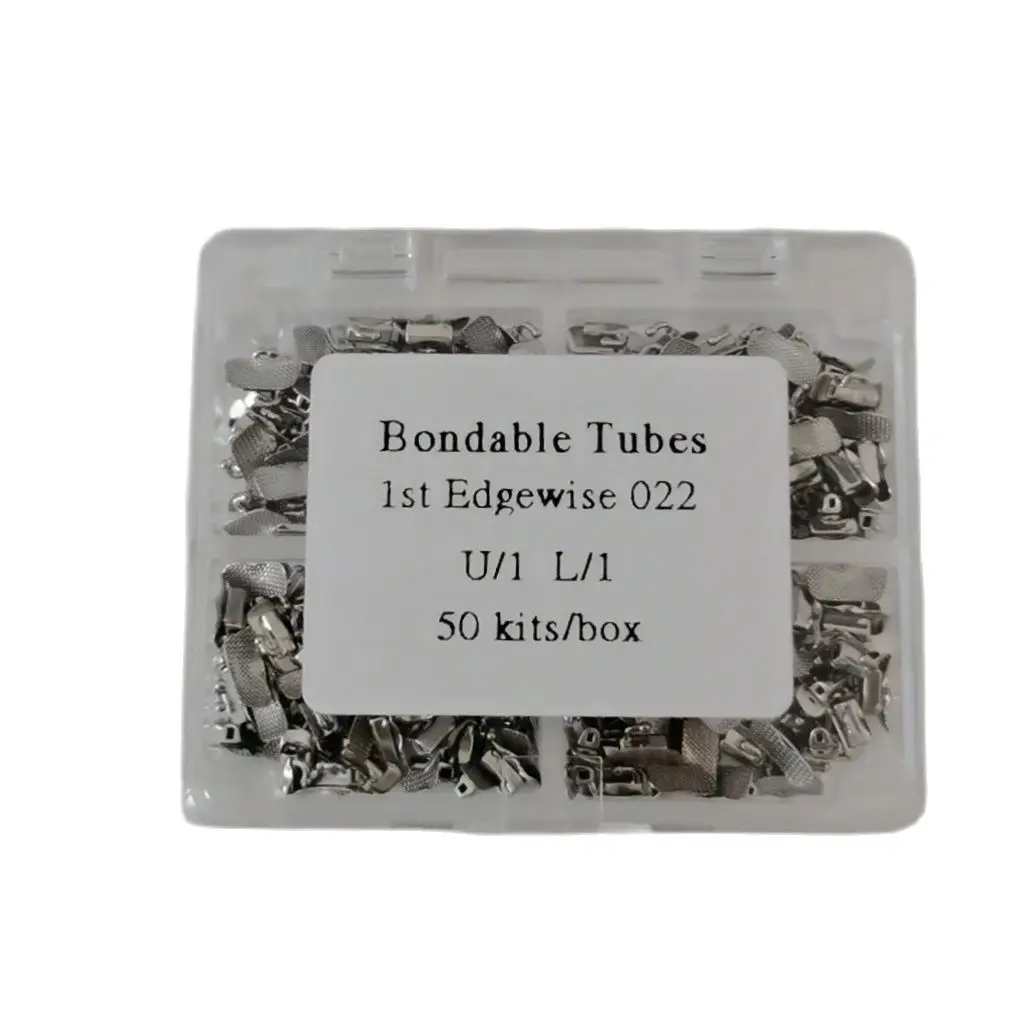 Bondable Tubes
1st Edgewise 022
U/1 L/1
50 kits/box